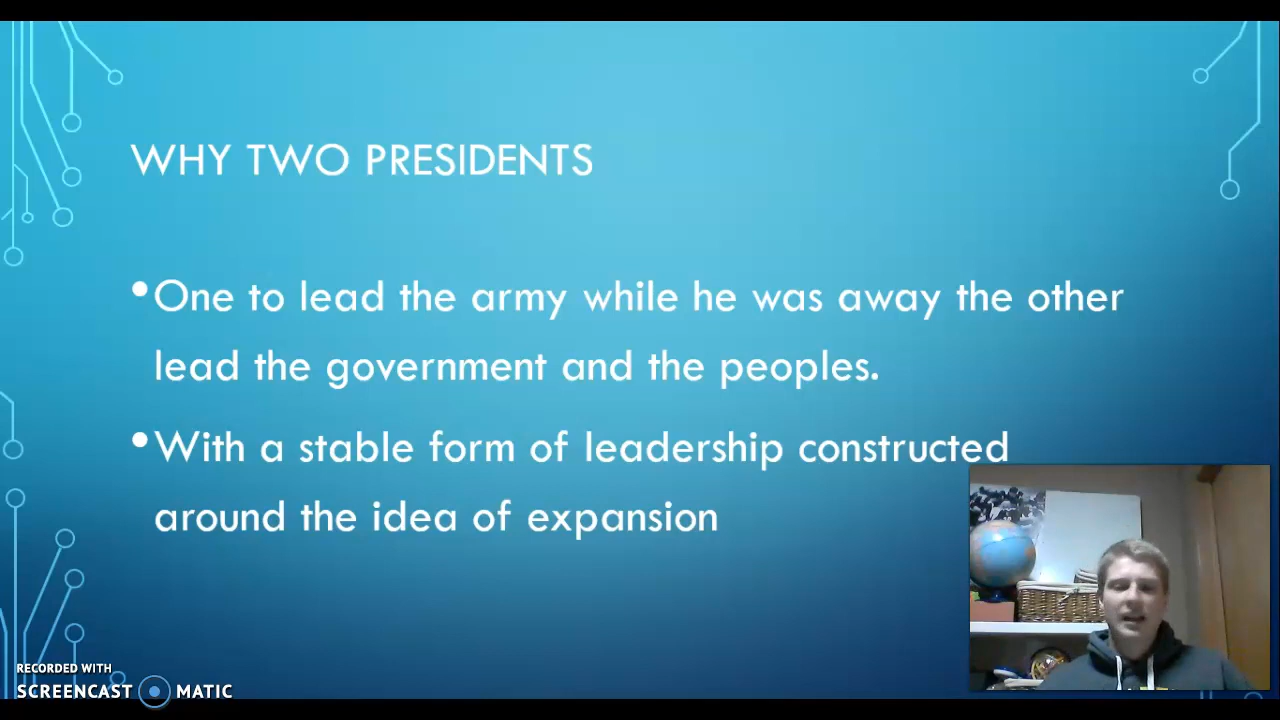 WHY TWO PRESIDENTS
•One to lead the army while he was away the other
lead the government and the peoples.
•With a stable form of leadership constructed
around the idea of expansion
RECORDED WITH
SCREENCAST MATIC